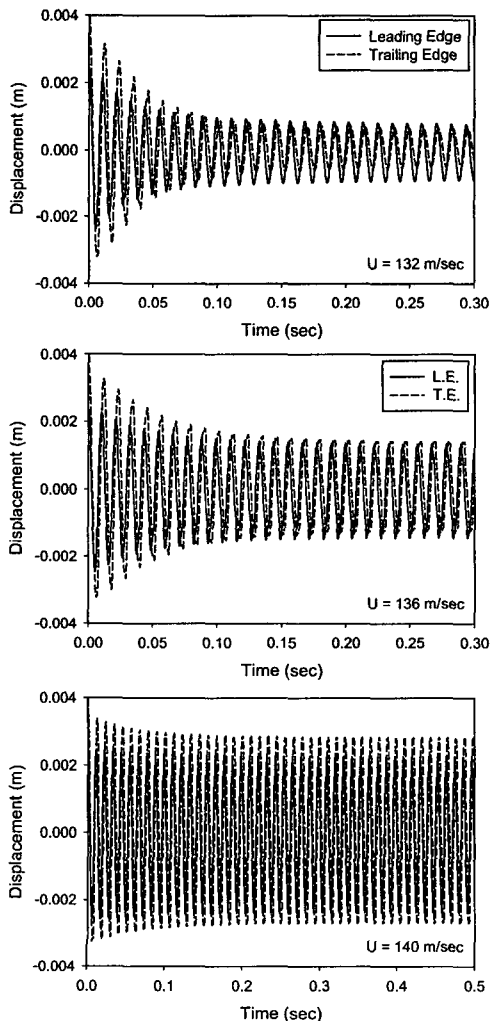 0.004
0.002
0.000
-0.002
-0.004
Displacement (m)
Leading Edge
Trailing Edge
U = 132 m/sec
0.00 0.05 0.10 0.15 0.20 0.25 0.30
Time (sec)
0.004
0.002
0.000
-0.002
-0.004
Displacement (m)
L.E.
T.E.
U = 136 m/sec
0.00 0.05 0.10 0.15 0.20 0.25 0.30
Time (sec)
0.004
0.002
0.000
-0.002
-0.004
Displacement (m)
U = 140 m/sec
0.0 0.1 0.2 0.3 0.4 0.5
Time (sec)